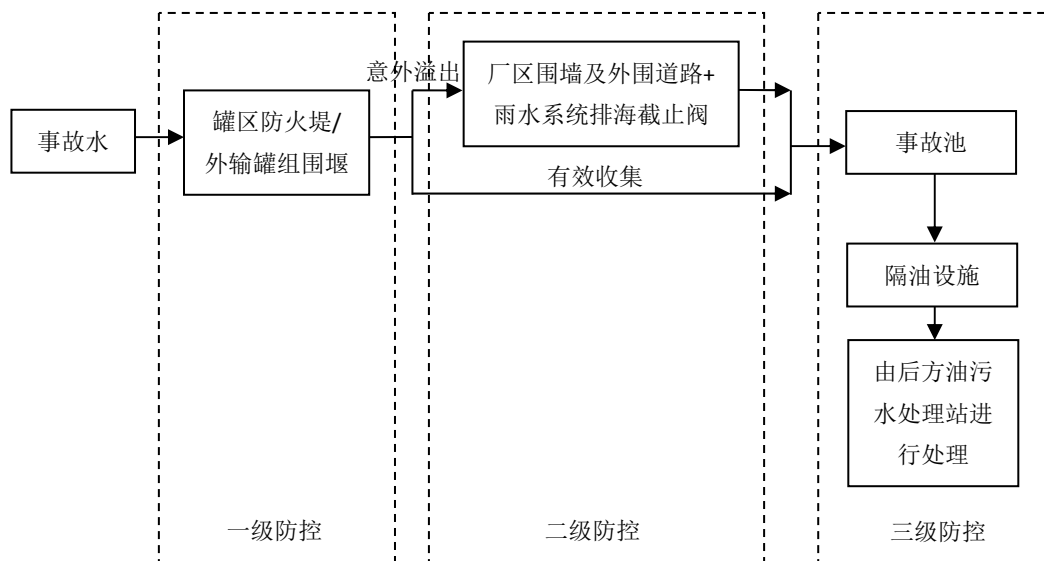 事故水
罐区防火堤/
外输罐组围堰
意外溢出
厂区围墙及外围道路+
雨水系统排海截止阀
有效收集
事故池
隔油设施
由后方油污
水处理站进
行处理
一级防控
二级防控
三级防控